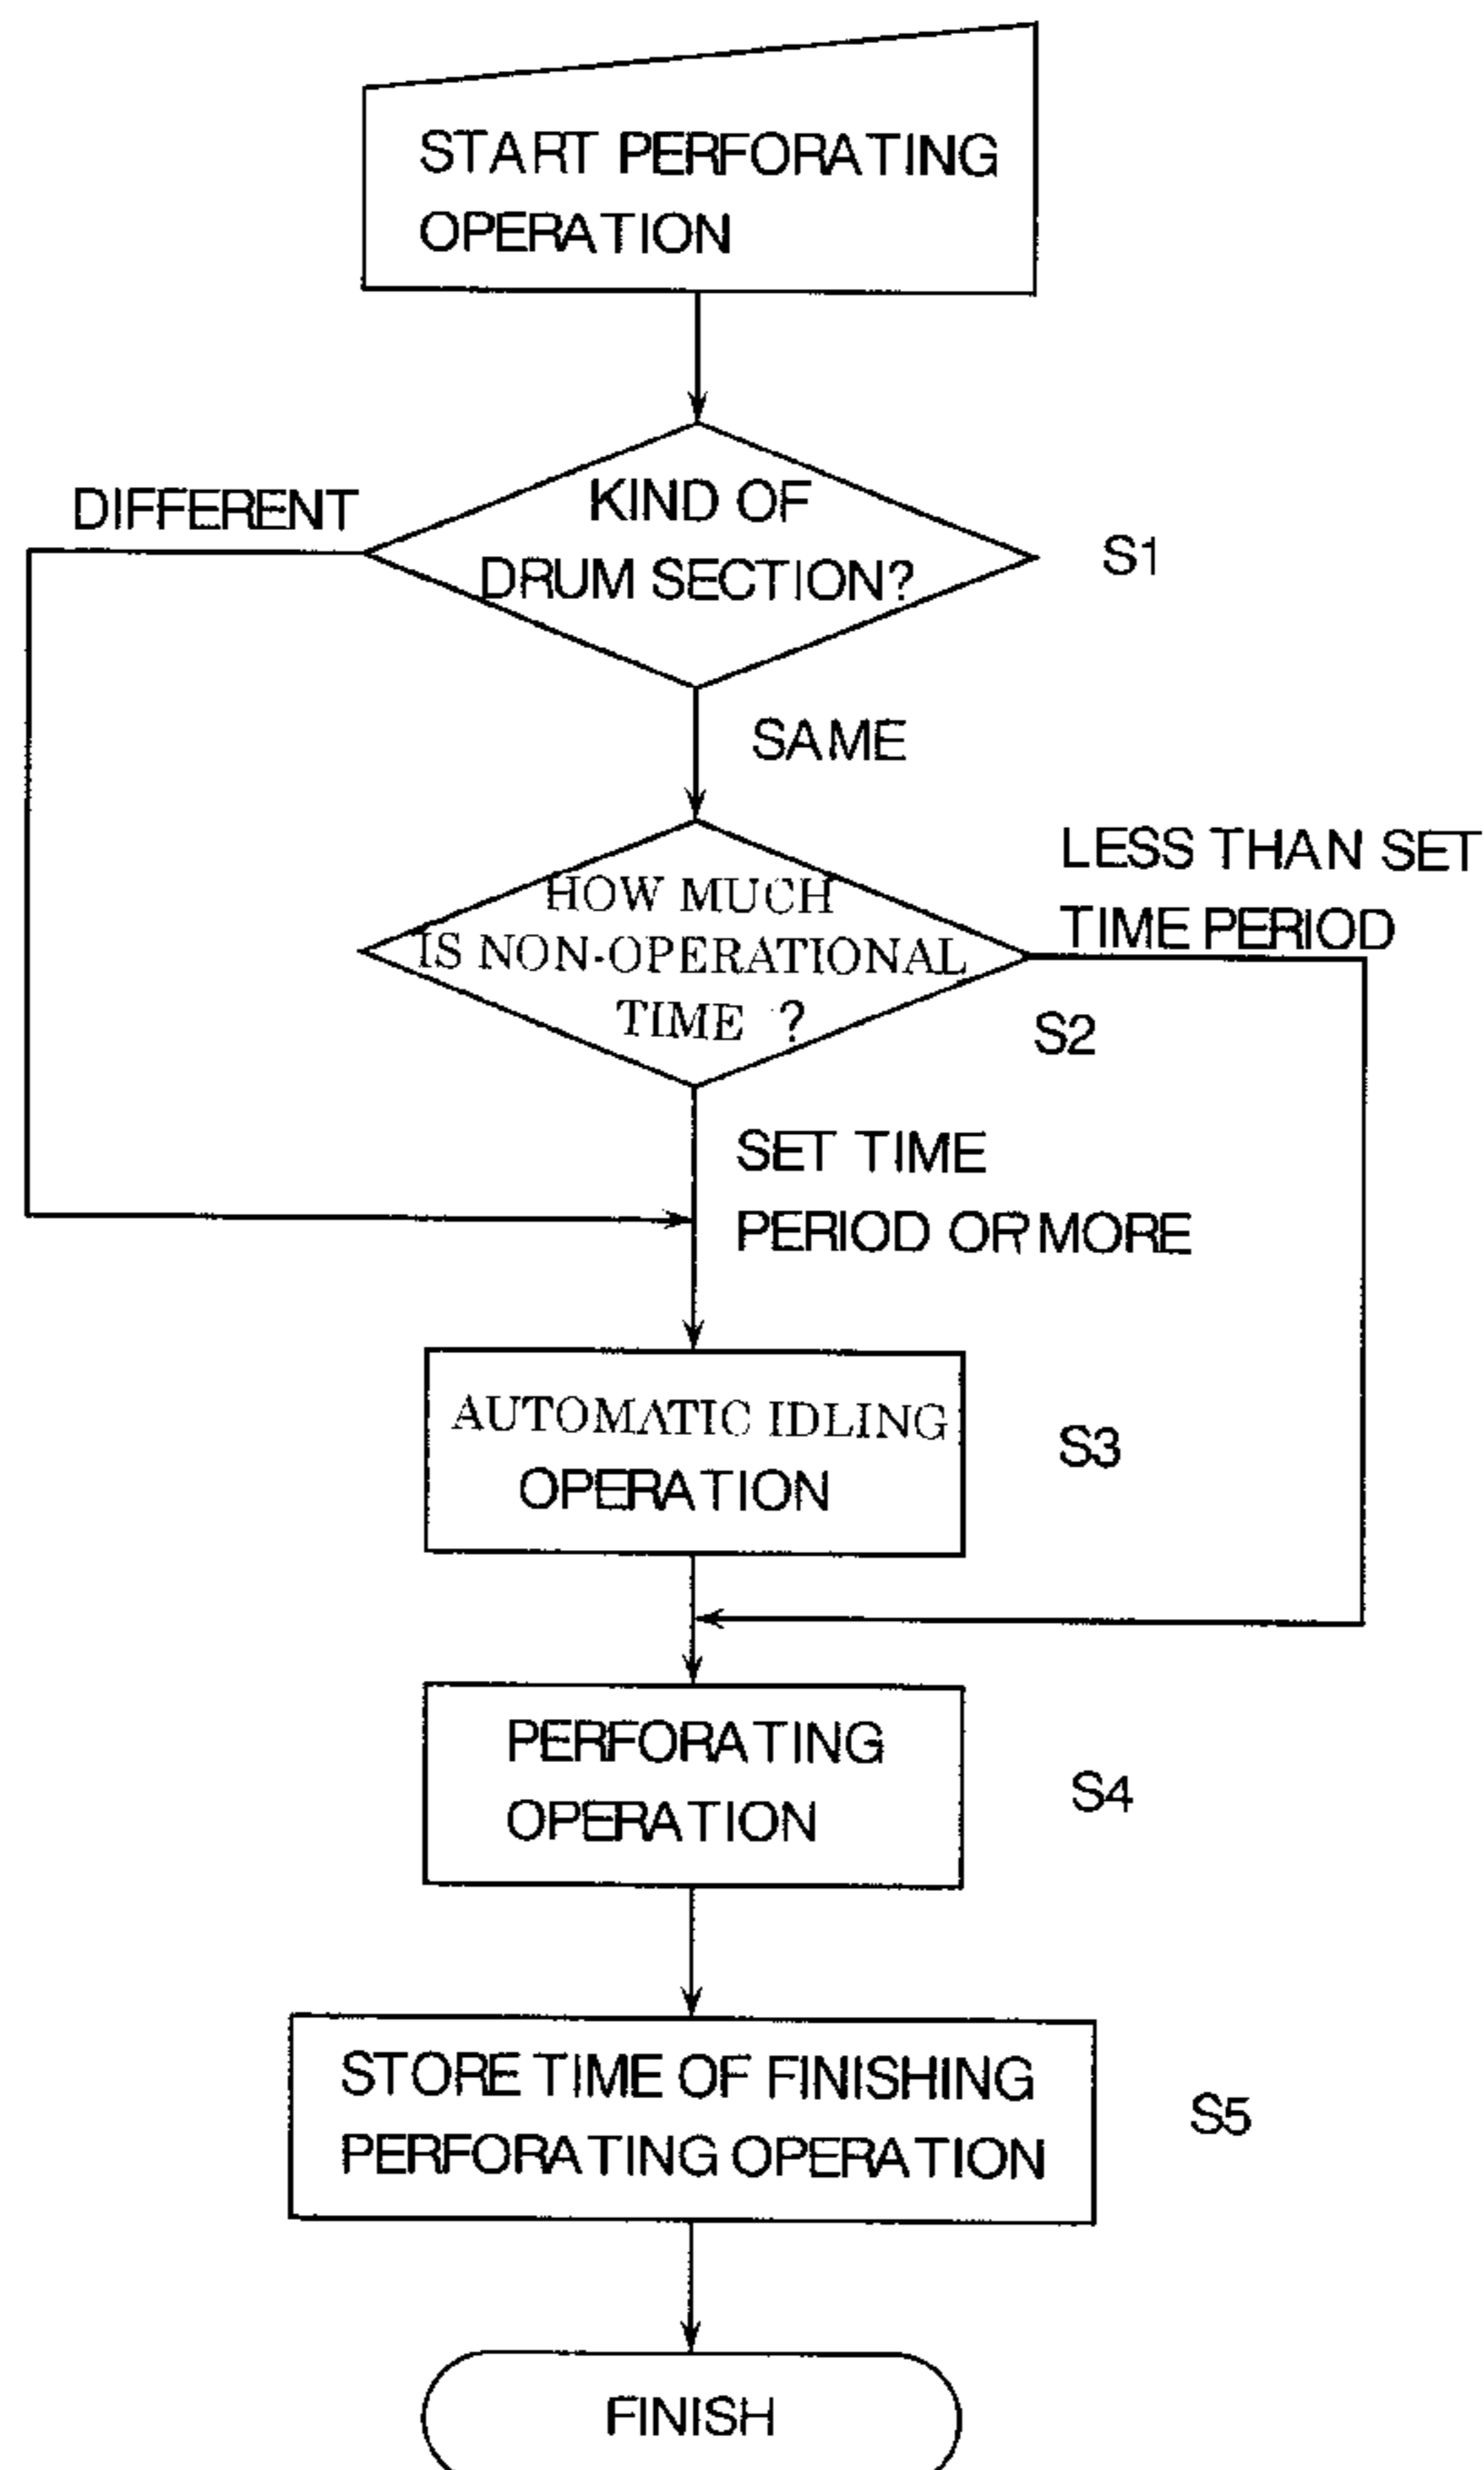 START PERFORATING
OPERATION
DIFFERENT
KIND OF
DRUM SECTION?
S1
SAME
LESS THAN SET
TIME PERIOD
HOW MUCH
IS NON-OPERATIONAL
TIME ?
S2
SET TIME
PERIOD OR MORE
AUTOMATIC IDLING
OPERATION
S3
PERFORATING
OPERATION
S4
STORE TIME OF FINISHING
PERFORATING OPERATION
S5
FINISH